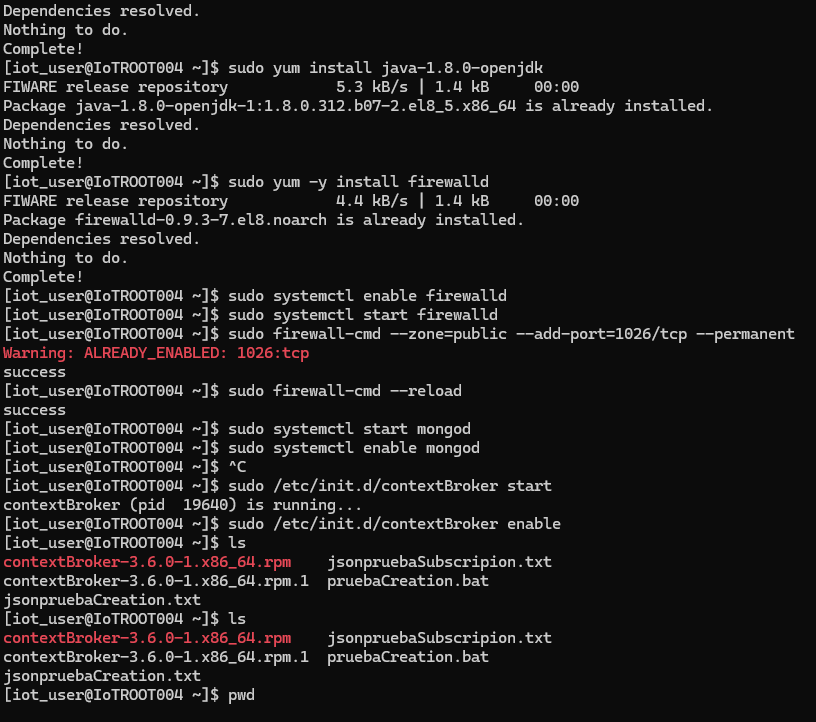 Dependencies resolved.
Nothing to do.
Complete!
[iot_user@IoTROOT004 ~]$ sudo yum install java-1.8.0-openjdk
FIWARE release repository            5.3 kB/s | 1.4 kB     00:00
Package java-1.8.0-openjdk-1:1.8.0.312.b07-2.el8_5.x86_64 is already installed.
Dependencies resolved.
Nothing to do.
Complete!
[iot_user@IoTROOT004 ~]$ sudo yum -y install firewalld
FIWARE release repository            4.4 kB/s | 1.4 kB     00:00
Package firewalld-0.9.3-7.el8.noarch is already installed.
Dependencies resolved.
Nothing to do.
Complete!
[iot_user@IoTROOT004 ~]$ sudo systemctl enable firewalld
[iot_user@IoTROOT004 ~]$ sudo systemctl start firewalld
[iot_user@IoTROOT004 ~]$ sudo firewall-cmd --zone=public --add-port=1026/tcp --permanent
Warning: ALREADY_ENABLED: 1026:tcp
success
[iot_user@IoTROOT004 ~]$ sudo firewall-cmd --reload
success
[iot_user@IoTROOT004 ~]$ sudo systemctl start mongod
[iot_user@IoTROOT004 ~]$ sudo systemctl enable mongod
[iot_user@IoTROOT004 ~]$ ^C
[iot_user@IoTROOT004 ~]$ sudo /etc/init.d/contextBroker start
contextBroker (pid  19640) is running...
[iot_user@IoTROOT004 ~]$ sudo /etc/init.d/contextBroker enable
[iot_user@IoTROOT004 ~]$ ls
contextBroker-3.6.0-1.x86_64.rpm    jsonpruebaSubscripion.txt
contextBroker-3.6.0-1.x86_64.rpm.1  pruebaCreation.bat
jsonpruebaCreation.txt
[iot_user@IoTROOT004 ~]$ ls
contextBroker-3.6.0-1.x86_64.rpm    jsonpruebaSubscripion.txt
contextBroker-3.6.0-1.x86_64.rpm.1  pruebaCreation.bat
jsonpruebaCreation.txt
[iot_user@IoTROOT004 ~]$ pwd